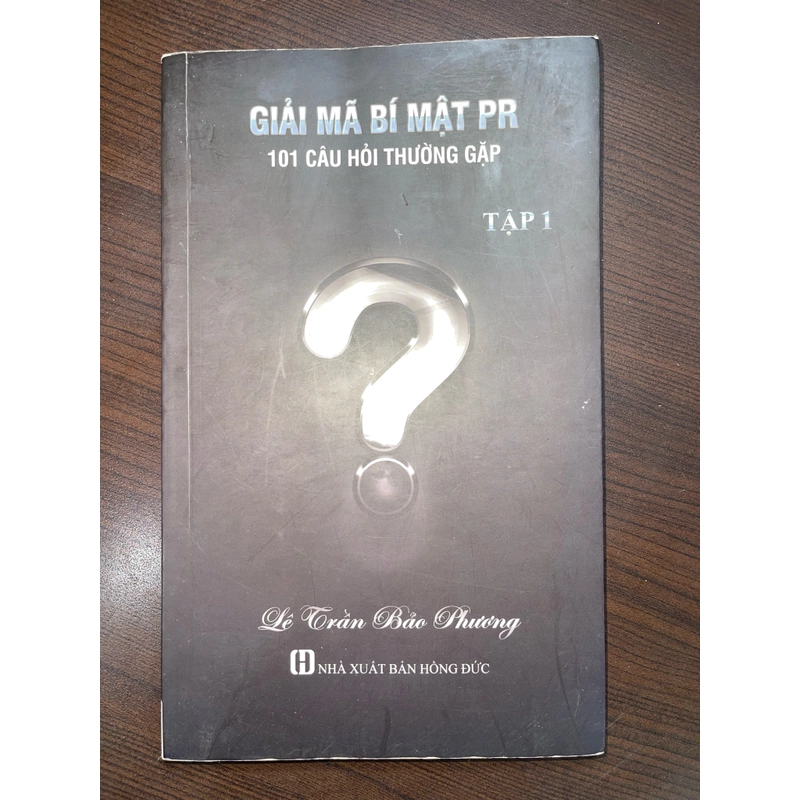 GIẢI MÃ BÍ MẬT PR
101 CÂU HỎI THƯỜNG GẶP
TẬP 1
?
Lê Trần Bảo Phương
NHÀ XUẤT BẢN HỒNG ĐỨC